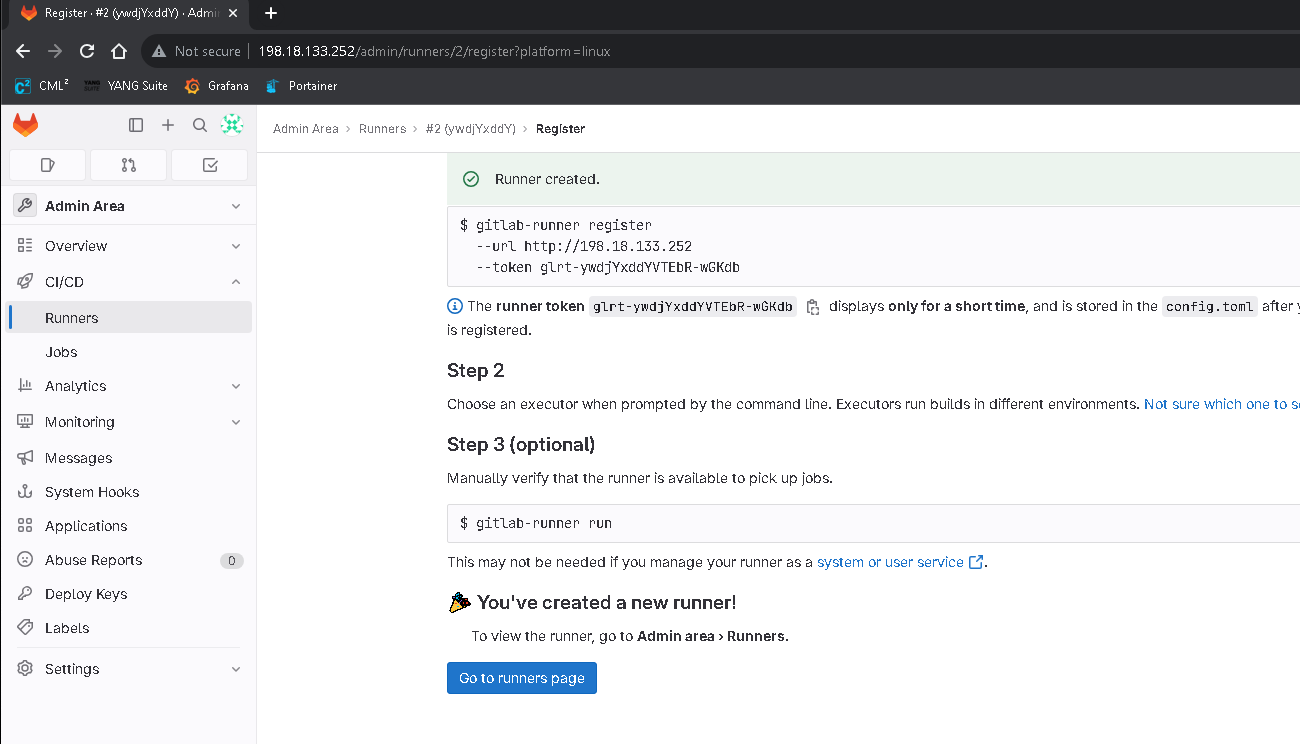 Register · #2 (ywdjYxddY) · Admi
Not secure
198.18.133.252/admin/runners/2/register?platform=linux
CML²
YANG Suite
Grafana
Portainer
Admin Area › Runners › #2 (ywdjYxddY) › Register
Admin Area
Overview
CI/CD
Runners
Jobs
Analytics
Monitoring
Messages
System Hooks
Applications
Abuse Reports 0
Deploy Keys
Labels
Settings
Runner created.
$ gitlab-runner register
--url http://198.18.133.252
--token glrt-ywdjYxddYVTEbR-wGKdb
The runner token glrt-ywdjYxddYVTEbR-wGKdb displays only for a short time, and is stored in the config.toml after
is registered.
Step 2
Choose an executor when prompted by the command line. Executors run builds in different environments. Not sure which one to
Step 3 (optional)
Manually verify that the runner is available to pick up jobs.
$ gitlab-runner run
This may not be needed if you manage your runner as a system or user service.
You've created a new runner!
To view the runner, go to Admin area › Runners.
Go to runners page